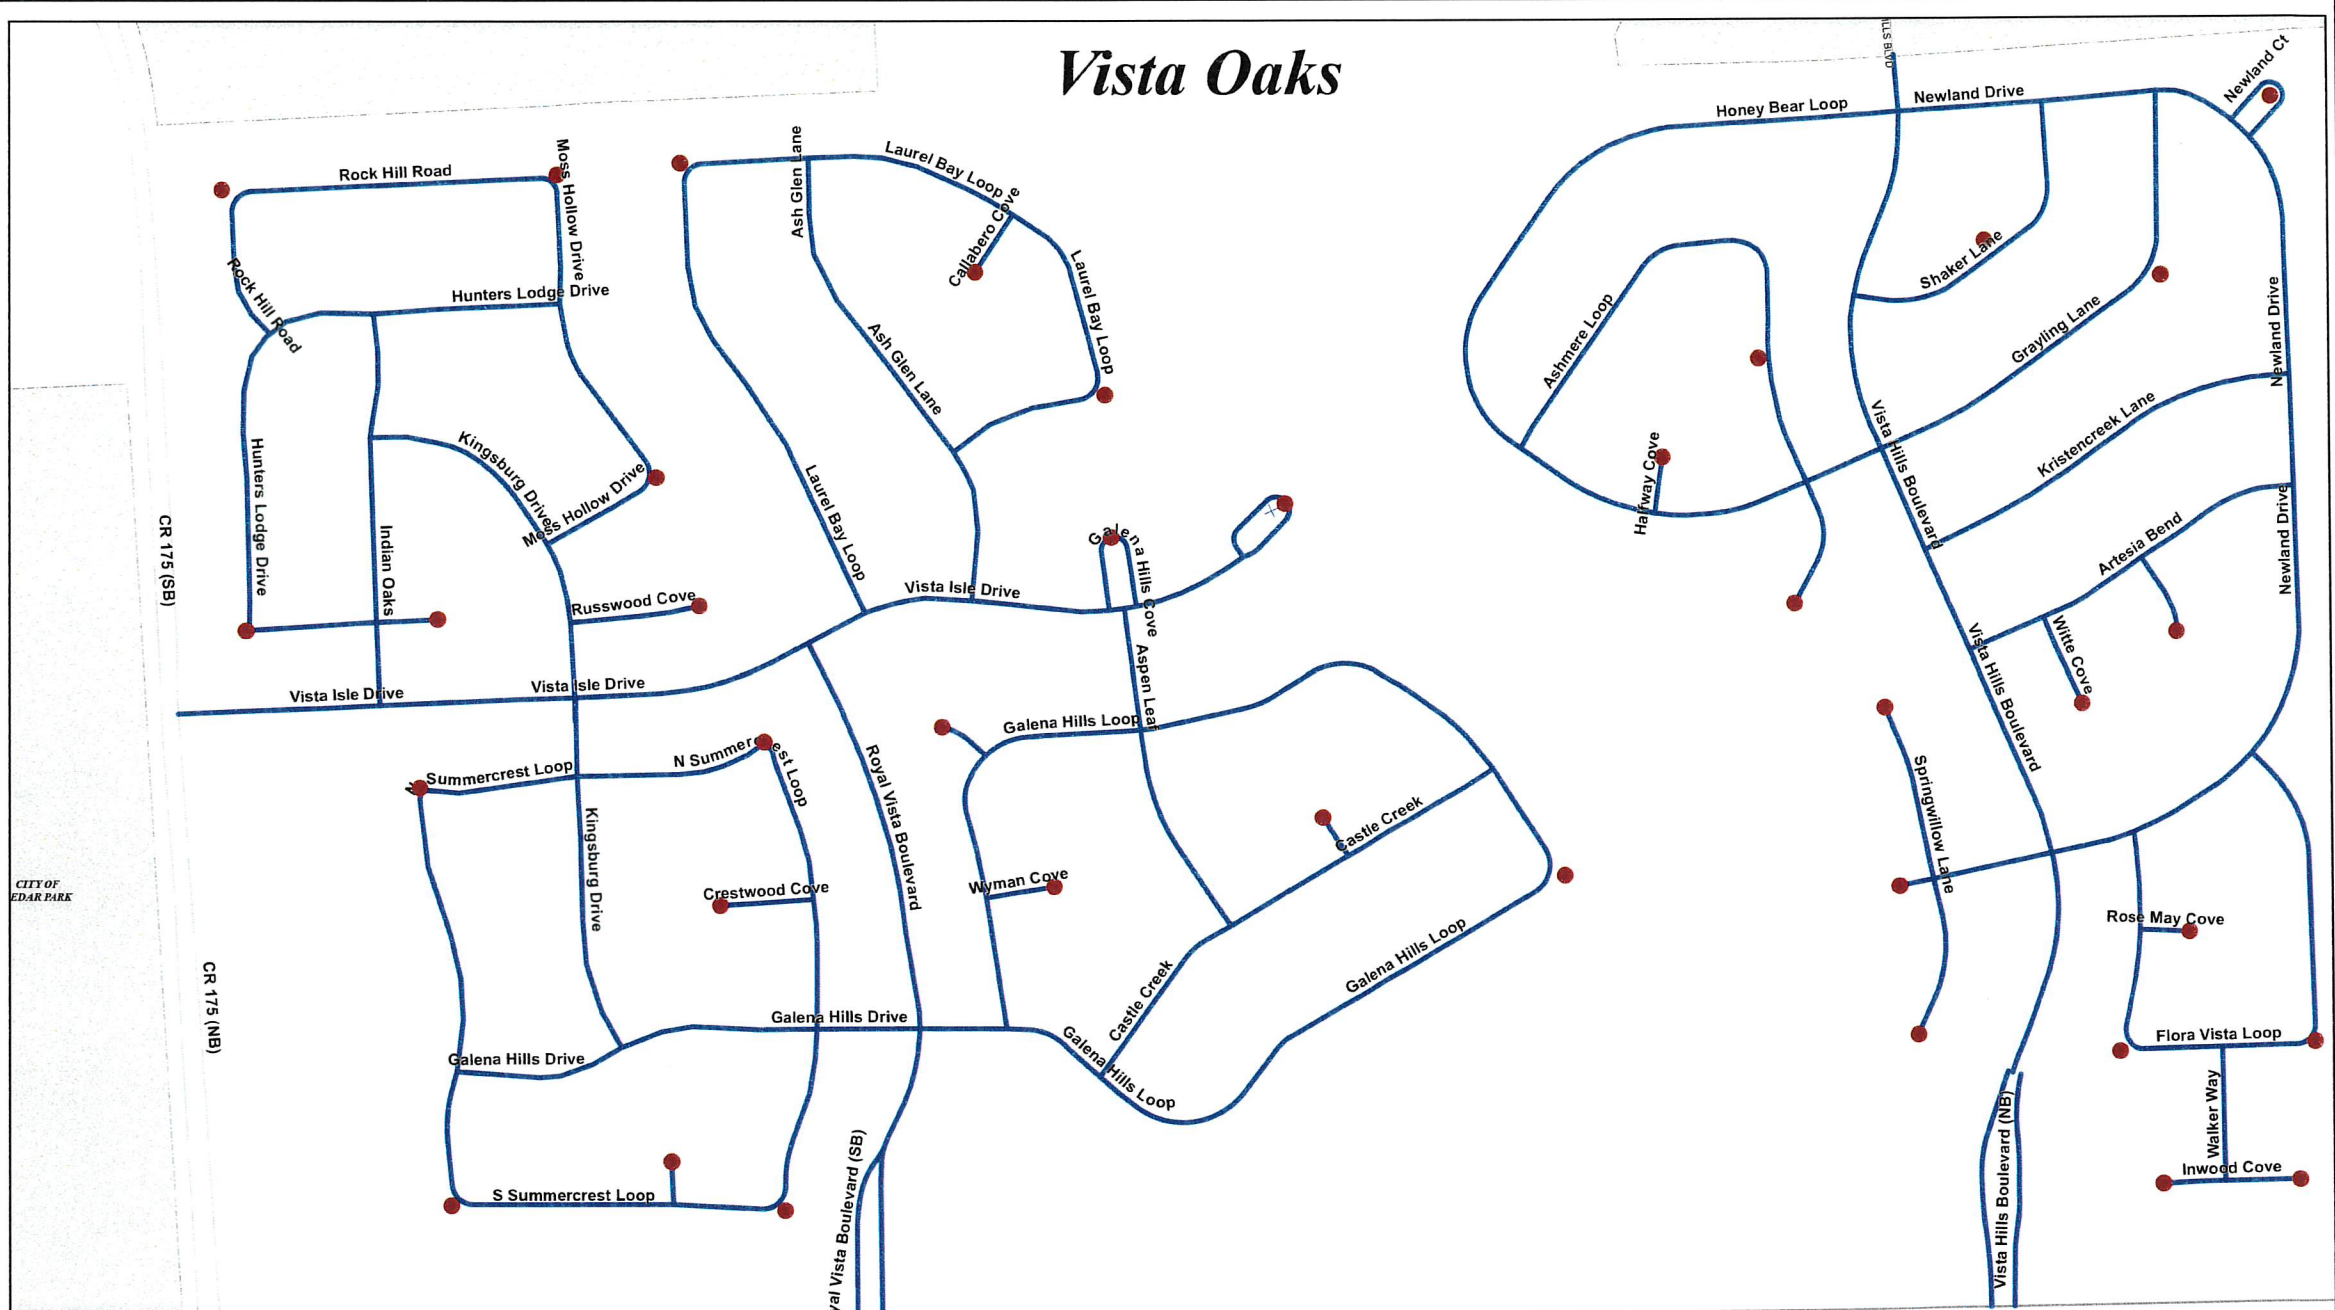 Vista Oaks
Newland Ct
Honey Bear Loop
Newland Drive
Moss Hollow Drive
Rock Hill Road
Ash Glen Lane
Laurel Bay Loop
Callabero Cove
Shaker Lane
Rock Hill Road
Hunters Lodge Drive
Laurel Bay Loop
Ashmere Loop
Grayling Lane
Newland Drive
Ash Glen Lane
Kristencreek Lane
Vista Hills Boulevard
Hunters Lodge Drive
Kingsburg Drive
Moss Hollow Drive
Laurel Bay Loop
Halfway Cove
Artesia Bend
Newland Drive
CR 175 (SB)
Indian Oaks
Russwood Cove
Vista Isle Drive
Galena Hills Cove
Witte Cove
Vista Hills Boulevard
Vista Isle Drive
Vista Isle Drive
Aspen Leaf
Galena Hills Loop
N Summercrest Loop
N Summercrest Loop
Royal Vista Boulevard
Springwillow Lane
Castle Creek
Kingsburg Drive
Crestwood Cove
Wyman Cove
CITY OF
EDAR PARK
Rose May Cove
CR 175 (NB)
Castle Creek
Galena Hills Loop
Galena Hills Drive
Galena Hills Drive
Galena Hills Loop
Flora Vista Loop
Walker Way
Inwood Cove
S Summercrest Loop
yal Vista Boulevard (SB)
Vista Hills Boulevard (NB)